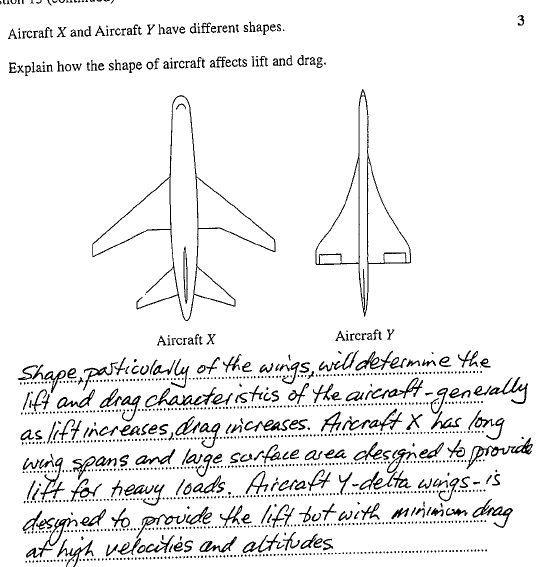 stion 15 (continued)
3
Aircraft X and Aircraft Y have different shapes.
Explain how the shape of aircraft affects lift and drag.
Aircraft X
Aircraft Y
Shape, particularly of the wings, will determine the
lift and drag characteristics of the aircraft - generally
as lift increases, drag increases. Aircraft X has long
wing spans and large surface area designed to provide
lift for heavy loads. Aircraft Y - delta wings - is
designed to provide the lift but with minimum drag
at high velocities and altitudes